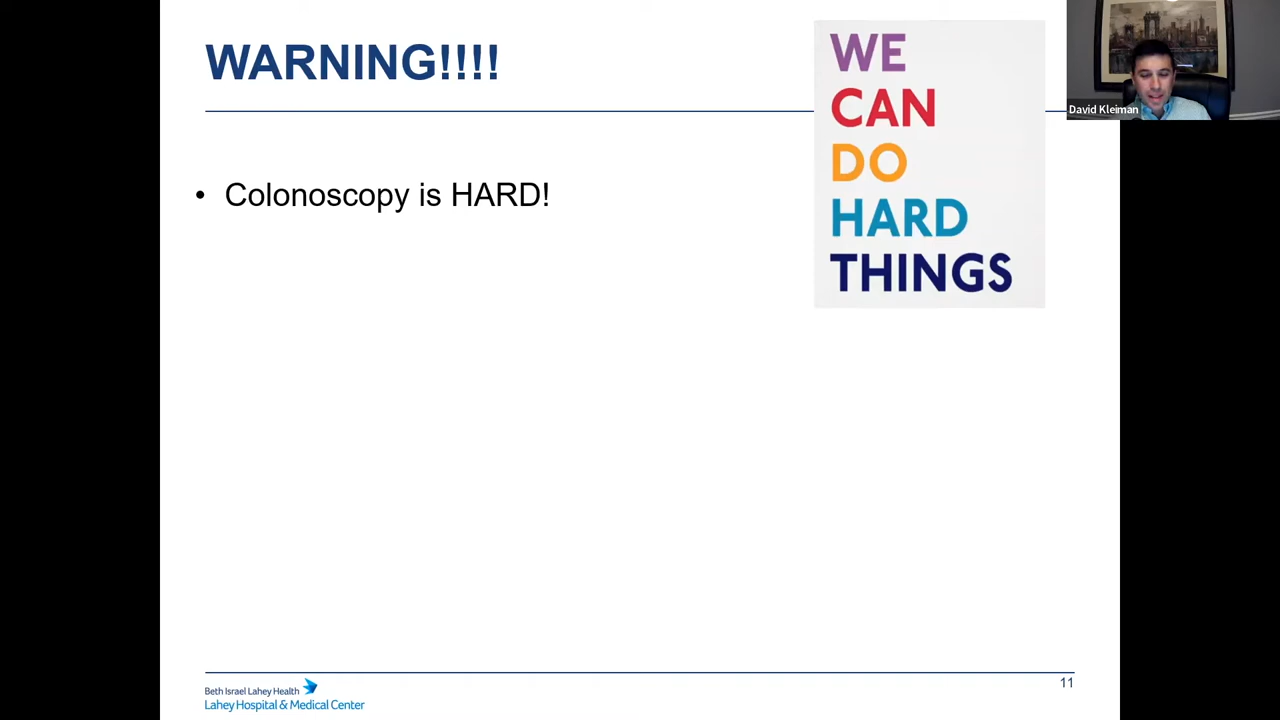 WARNING!!!!
WE
CAN
DO
HARD
THINGS
David Kleiman
• Colonoscopy is HARD!
Beth Israel Lahey Health
Lahey Hospital & Medical Center
11